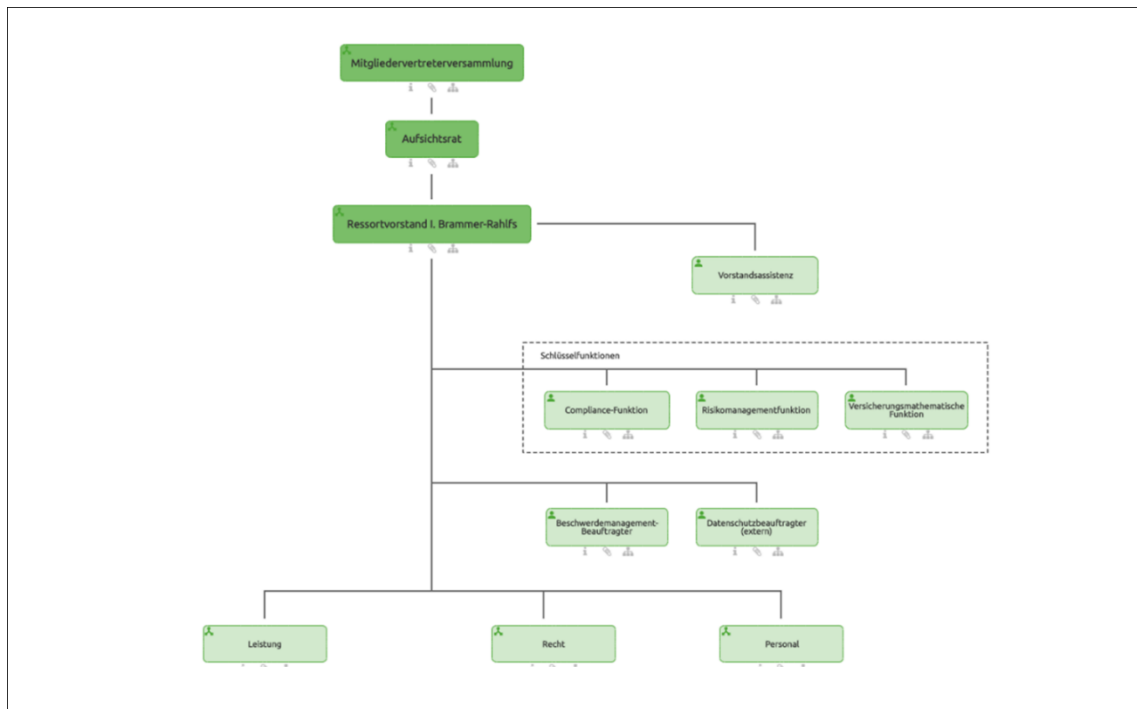 Mitgliedervertreterversammlung
Aufsichtsrat
Ressortvorstand I. Brammer-Rahlfs
Vorstandsassistenz
Schlüsselfunktionen
Compliance-Funktion
Risikomanagementfunktion
Versicherungsmathematische
Funktion
Beschwerdemanagement-
Beauftragter
Datenschutzbeauftragter
(extern)
Leistung
Recht
Personal